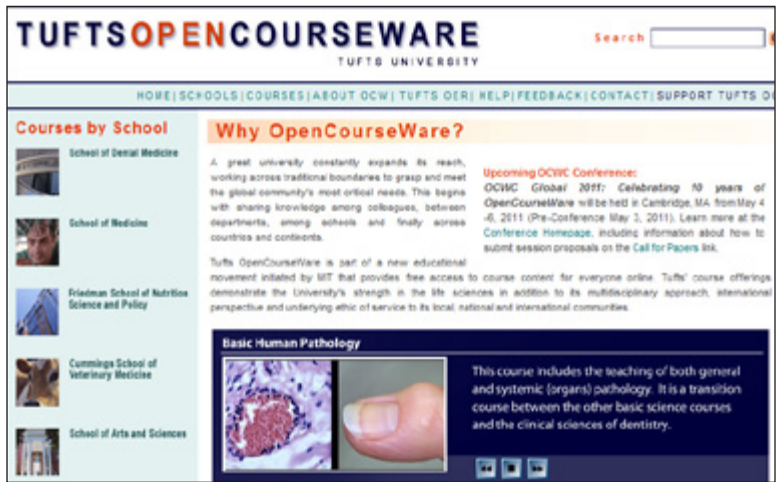 TUFTSOPENCOURSEWARE
TUFTS UNIVERSITY
Search
HOME|SCHOOLS|COURSES|ABOUT OCW| TUFTS OER| HELP|FEEDBACK|CONTACT|SUPPORT TUFTS
Courses by School
School of Dental Medicine
School of Medicine
Friedman School of Nutrition
Science and Policy
Cummings School of
Veterinary Medicine
School of Arts and Sciences
Why OpenCourseWare?
A great university constantly expands its reach,
working across traditional boundaries to grasp and meet
the global community's most critical needs. This begins
with sharing knowledge among colleagues, between
departments, among schools and finally across
countries and continents.
Upcoming OCWC Conference:
OCWC Global 2011: Celebrating 10 years of
OpenCourseWare will be held in Cambridge, MA from May 4
-6, 2011 (Pre-Conference May 3, 2011). Learn more at the
Conference Homepage, including information about how to
submit session proposals on the Call for Papers link.
Tufts OpenCourseWare is part of a new educational
movement initiated by MIT that provides free access to course content for everyone online. Tufts' course offerings
demonstrate the University's strength in the life sciences in addition to its multidisciplinary approach, international
perspective and underlying ethic of service to its local, national and international communities.
Basic Human Pathology
This course includes the teaching of both general
and systemic (organs) pathology. It is a transition
course between the other basic science courses
and the clinical sciences of dentistry.